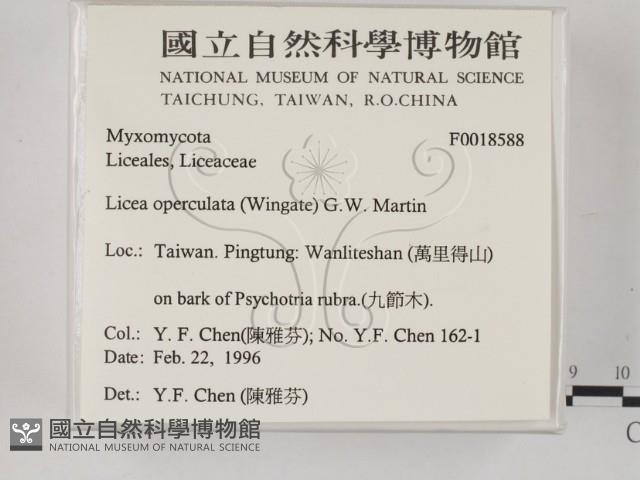 國立自然科學博物館
NATIONAL MUSEUM OF NATURAL SCIENCE
TAICHUNG, TAIWAN, R.O.CHINA
Myxomycota F0018588
Liceales, Liceaceae
Licea operculata (Wingate) G.W. Martin
Loc.: Taiwan. Pingtung: Wanliteshan (萬里得山)
on bark of Psychotria rubra.(九節木).
Col.: Y. F. Chen(陳雅芬); No. Y.F. Chen 162-1
Date: Feb. 22, 1996
Det.: Y.F. Chen (陳雅芬)
9 10
國立自然科學博物館
NATIONAL MUSEUM OF NATURAL SCIENCE